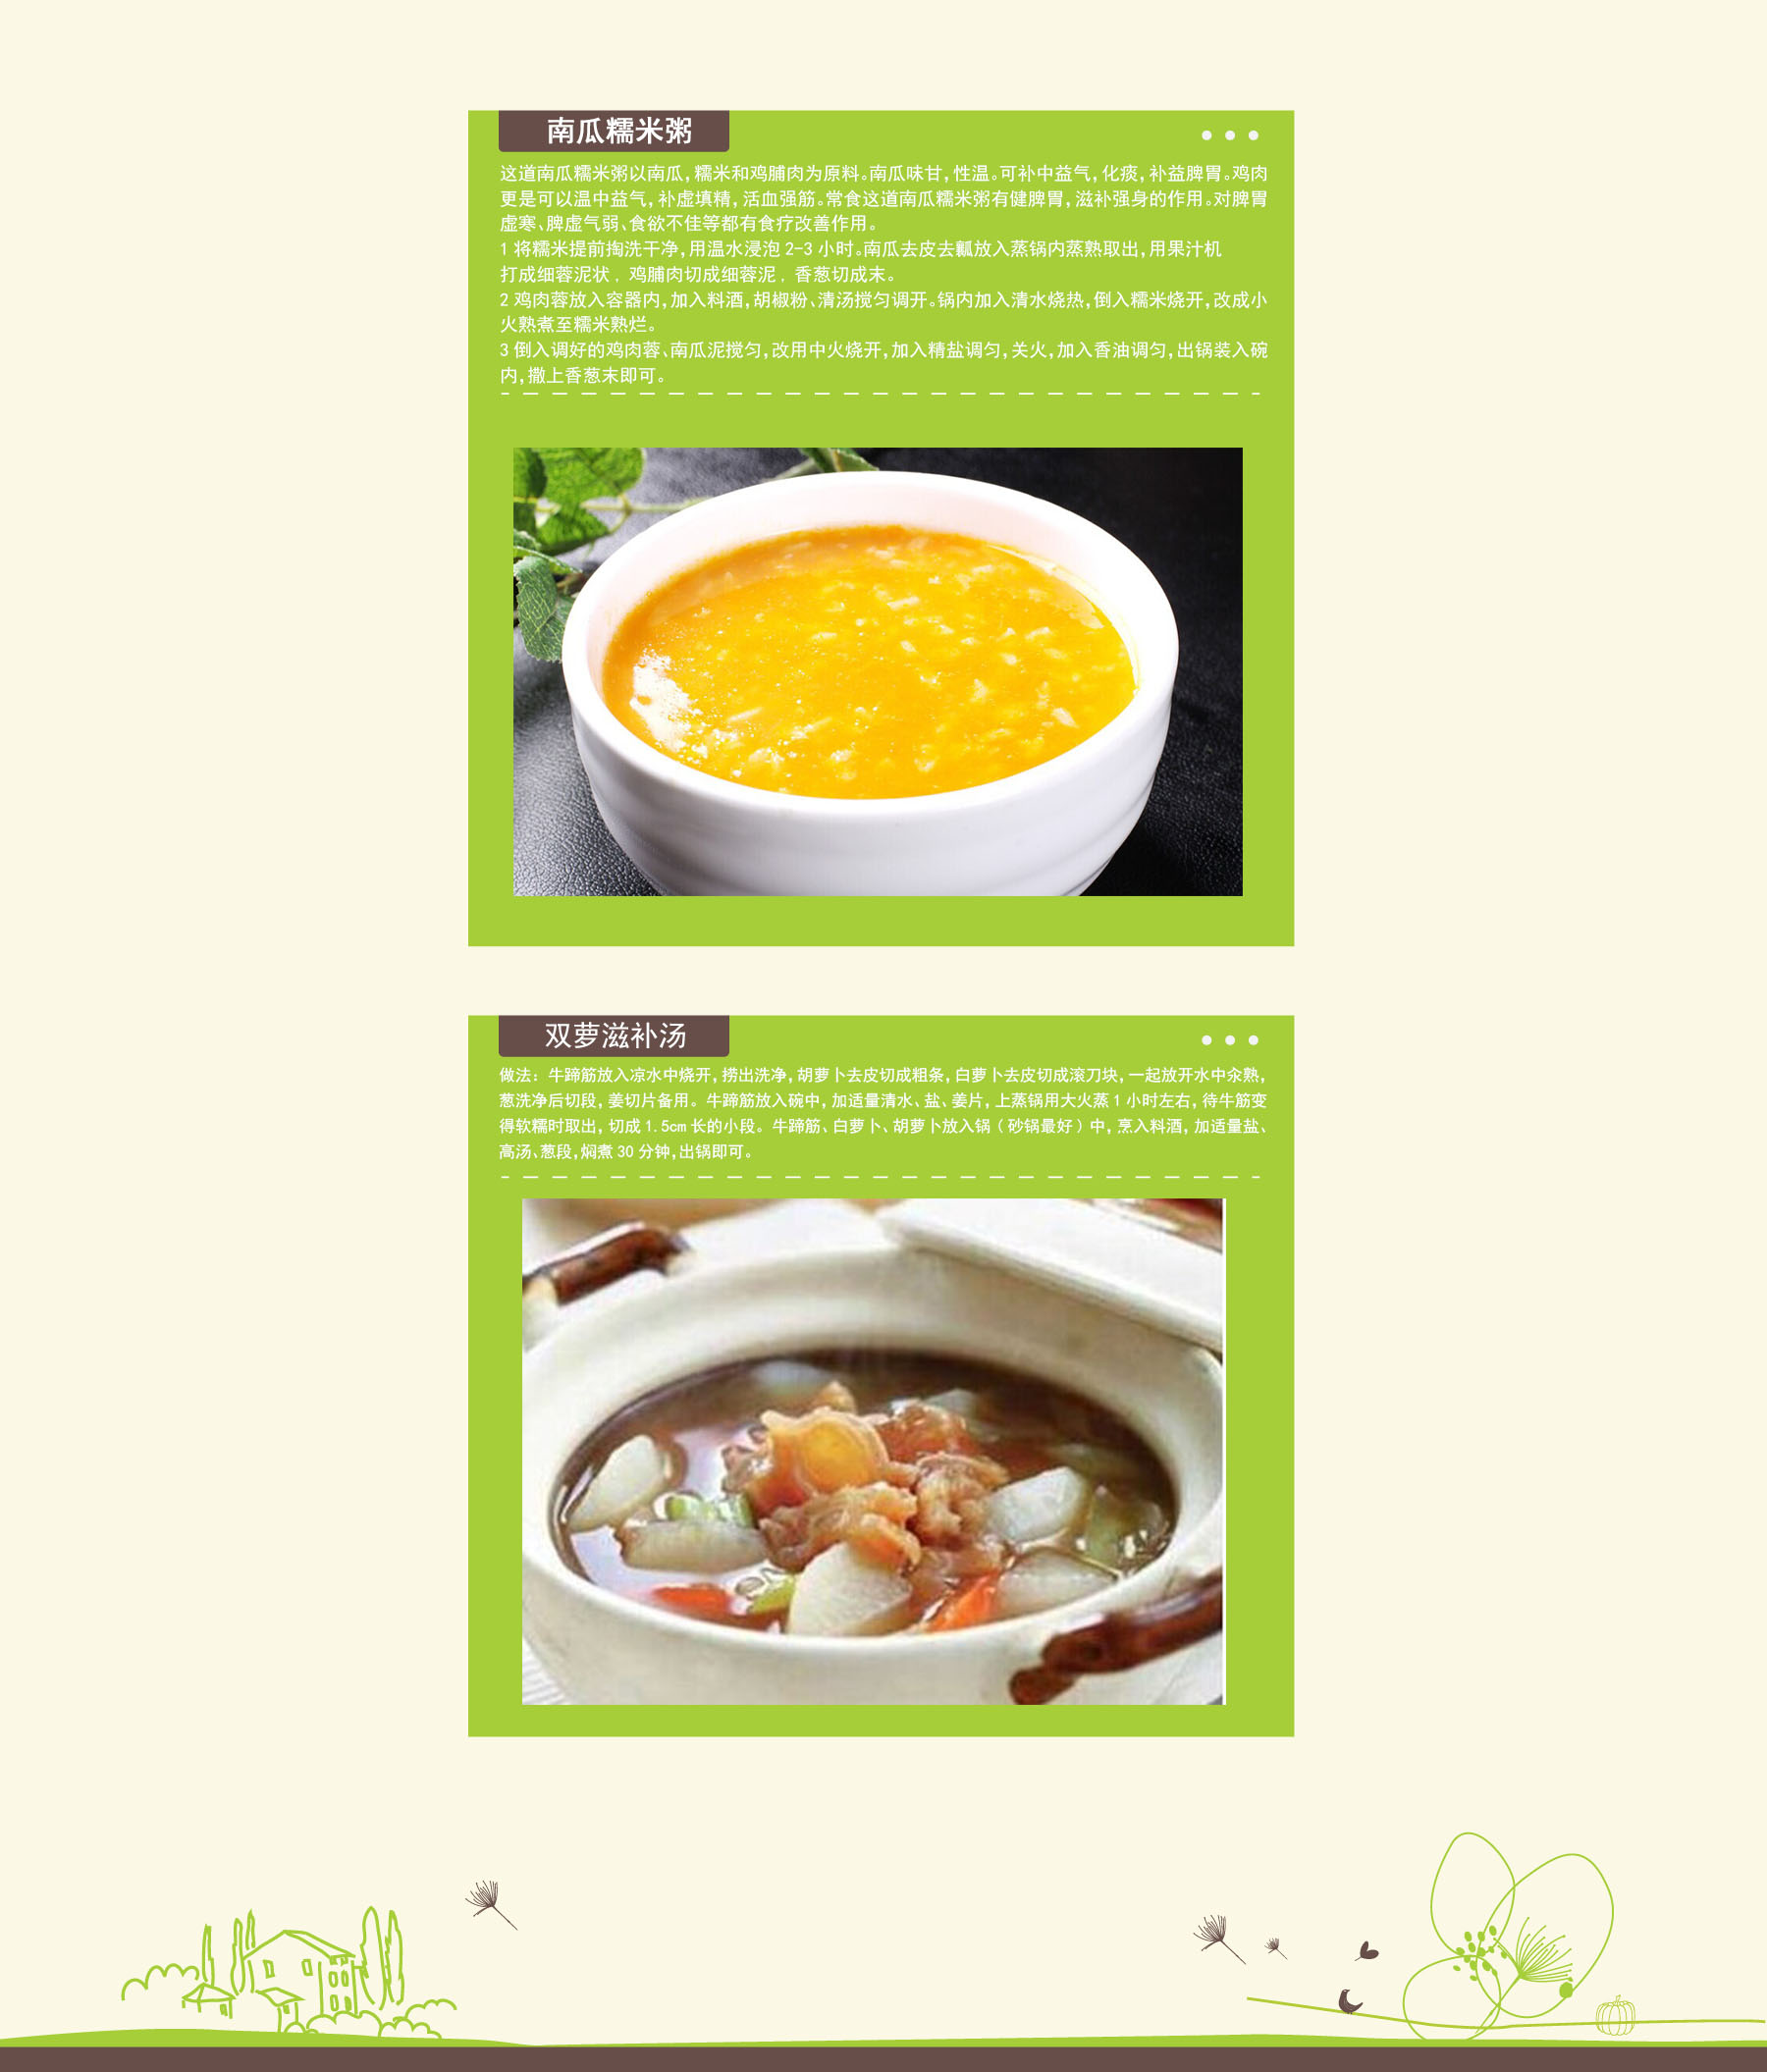 南瓜糯米粥
这道南瓜糯米粥以南瓜,糯米和鸡脯肉为原料。南瓜味甘,性温。可补中益气,化痰,补益脾胃。鸡肉
更是可以温中益气,补虚填精,活血强筋。常食这道南瓜糯米粥有健脾胃,滋补强身的作用。对脾胃
虚寒、脾虚气弱、食欲不佳等都有食疗改善作用。
1 将糯米提前掏洗干净,用温水浸泡 2-3 小时。南瓜去皮去瓤放入蒸锅内蒸熟取出,用果汁机
打成细蓉泥状﹐鸡脯肉切成细蓉泥﹐香葱切成末。
2 鸡肉蓉放入容器内,加入料酒,胡椒粉、清汤搅匀调开。锅内加入清水烧热,倒入糯米烧开,改成小
火熟煮至糯米熟烂。
3 倒入调好的鸡肉蓉、南瓜泥搅匀,改用中火烧开,加入精盐调匀,关火,加入香油调匀,出锅装入碗
内,撒上香葱末即可。
双萝滋补汤
做法：牛蹄筋放入凉水中烧开,捞出洗净,胡萝卜去皮切成粗条,白萝卜去皮切成滚刀块,一起放开水中汆熟,
葱洗净后切段,姜切片备用。牛蹄筋放入碗中,加适量清水、盐、姜片,上蒸锅用大火蒸 1 小时左右,待牛筋变
得软糯时取出,切成 1.5cm 长的小段。牛蹄筋、白萝卜、胡萝卜放入锅（砂锅最好）中,烹入料酒,加适量盐、
高汤、葱段,焖煮 30 分钟,出锅即可。